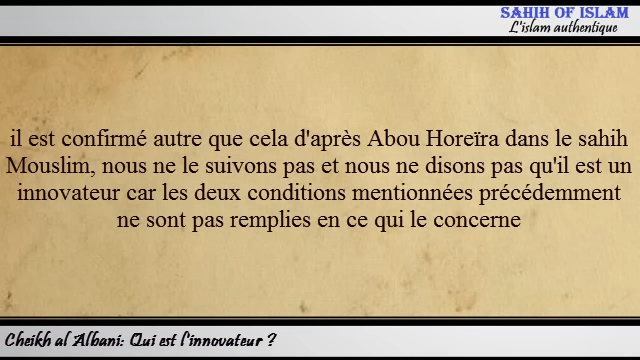 SAHIH OF ISLAM
L'islam authentique
il est confirmé autre que cela d'après Abou Horeïra dans le sahih
Mouslim, nous ne le suivons pas et nous ne disons pas qu'il est un
innovateur car les deux conditions mentionnées précédemment
ne sont pas remplies en ce qui le concerne
Cheikh al Albani: Qui est l'innovateur ?